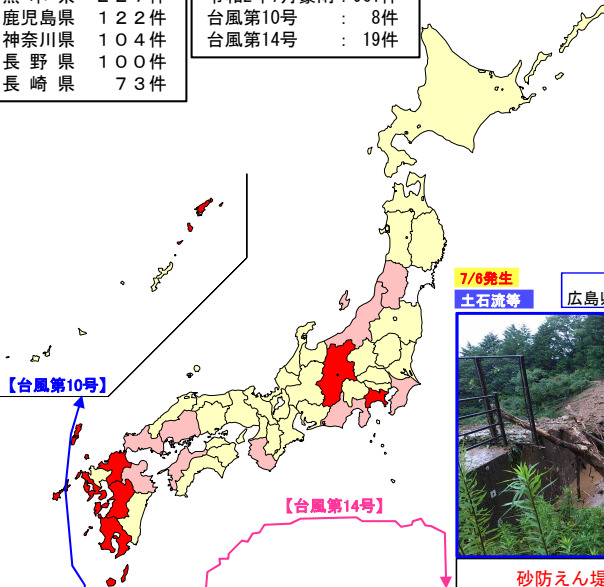 鹿児島県 １２２件
神奈川県 １０４件
長 野 県 １００件
長 崎 県 ７３件
台風第10号 ： 8件
台風第14号 ： 19件
7/6発生
土石流等
広島県
【台風第10号】
【台風第14号】
砂防えん堤